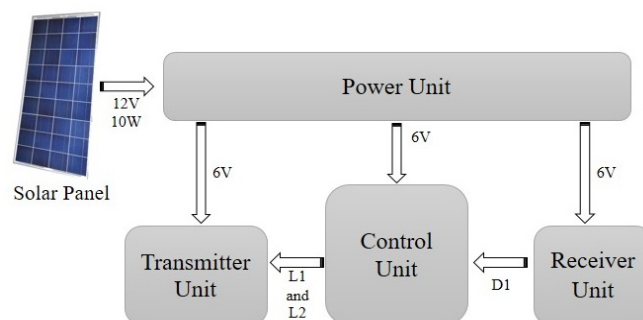 12V
10W
Power Unit
Solar Panel
6V
6V
6V
Transmitter
Unit
L1
and
L2
Control
Unit
D1
Receiver
Unit